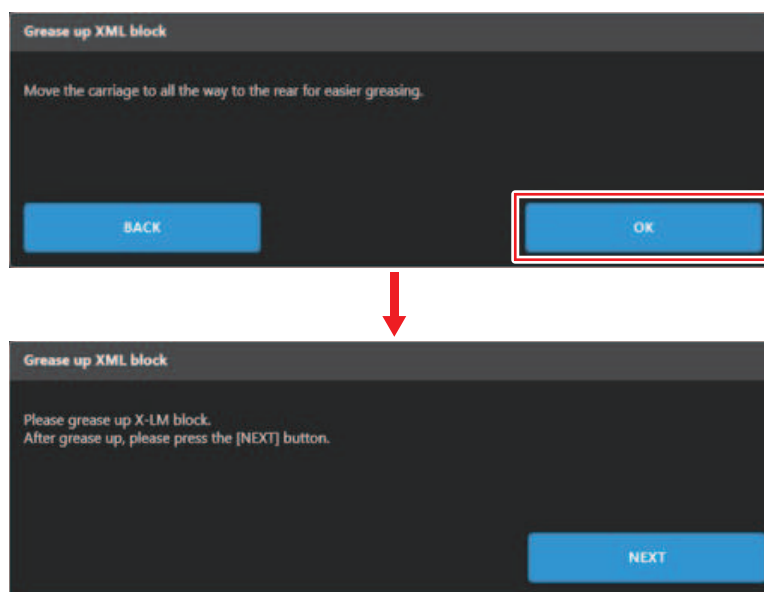 Grease up XML block
Move the carriage to all the way to the rear for easier greasing.
BACK
OK
Grease up XML block
Please grease up X-LM block.
After grease up, please press the [NEXT] button.
NEXT